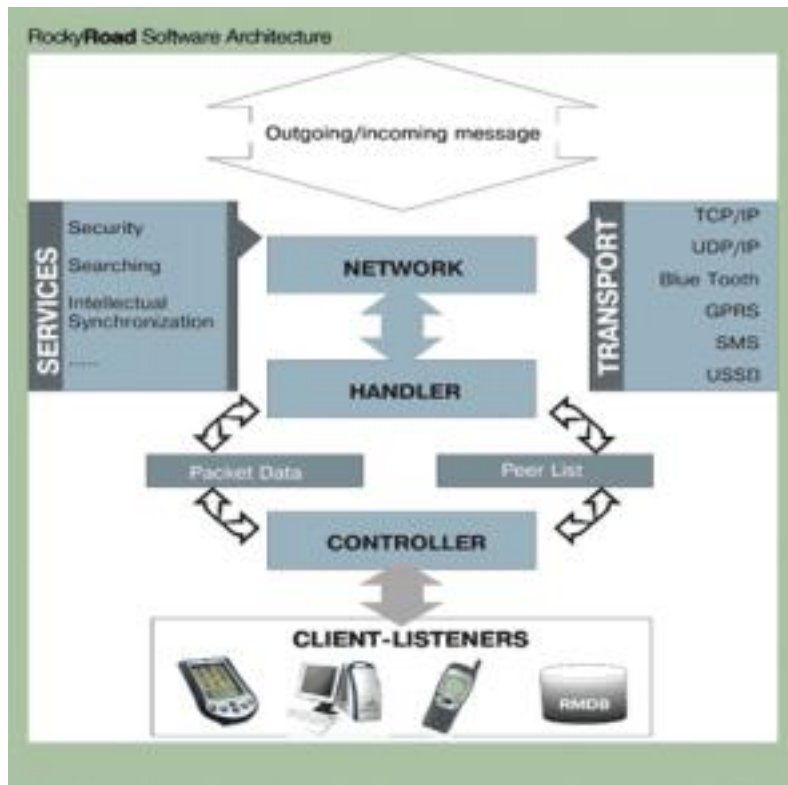 RockyRoad Software Architecture
Outgoing/incoming message
SERVICES
Security
Searching
Intellectual
Synchronization
.....
NETWORK
TRANSPORT
TCP/IP
UDP/IP
Blue Tooth
GPRS
SMS
USSD
HANDLER
Packet Data
Peer List
CONTROLLER
CLIENT-LISTENERS
RMDB